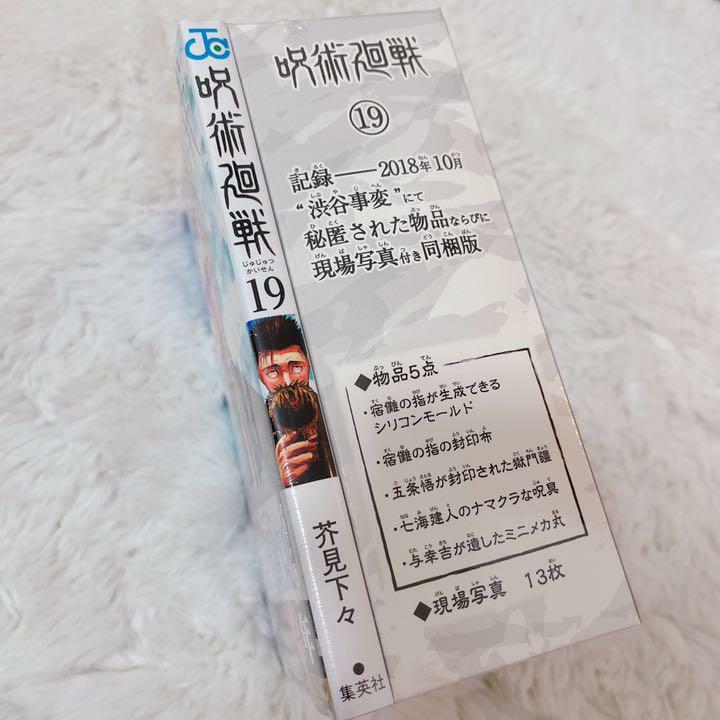 JC
呪術廻戦
じゅじゅつ
かいせん
19
芥見下々
集英社
呪術廻戦
⑲
記録——2018年10月
“渋谷事変”にて
秘匿された物品ならびに
現場写真付き同梱版
◆物品5点
・宿儺の指が生成できる
シリコンモールド
・宿儺の指の封印布
・五条悟が封印された獄門疆
・七海建人のナマクラな呪具
・与幸吉が遺したミニメカ丸
◆現場写真 13枚